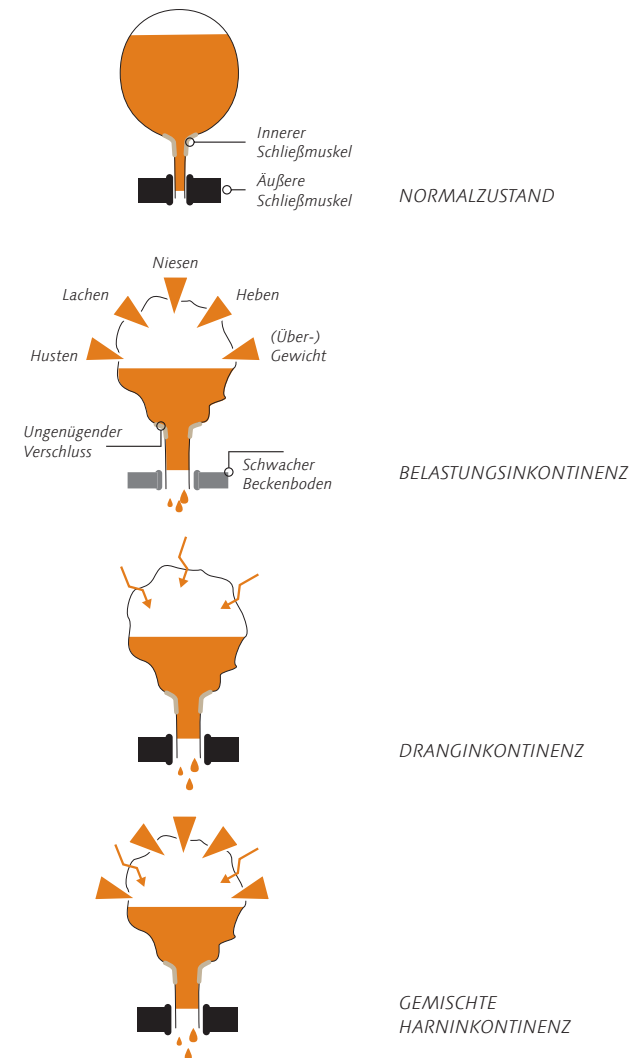 Innerer
Schließmuskel
Äußere
Schließmuskel
NORMALZUSTAND
Niesen
Lachen
Heben
Husten
(Über-)
Gewicht
Ungenügender
Verschluss
Schwacher
Beckenboden
BELASTUNGSINKONTINENZ
DRANGINKONTINENZ
GEMISCHTE
HARNINKONTINENZ